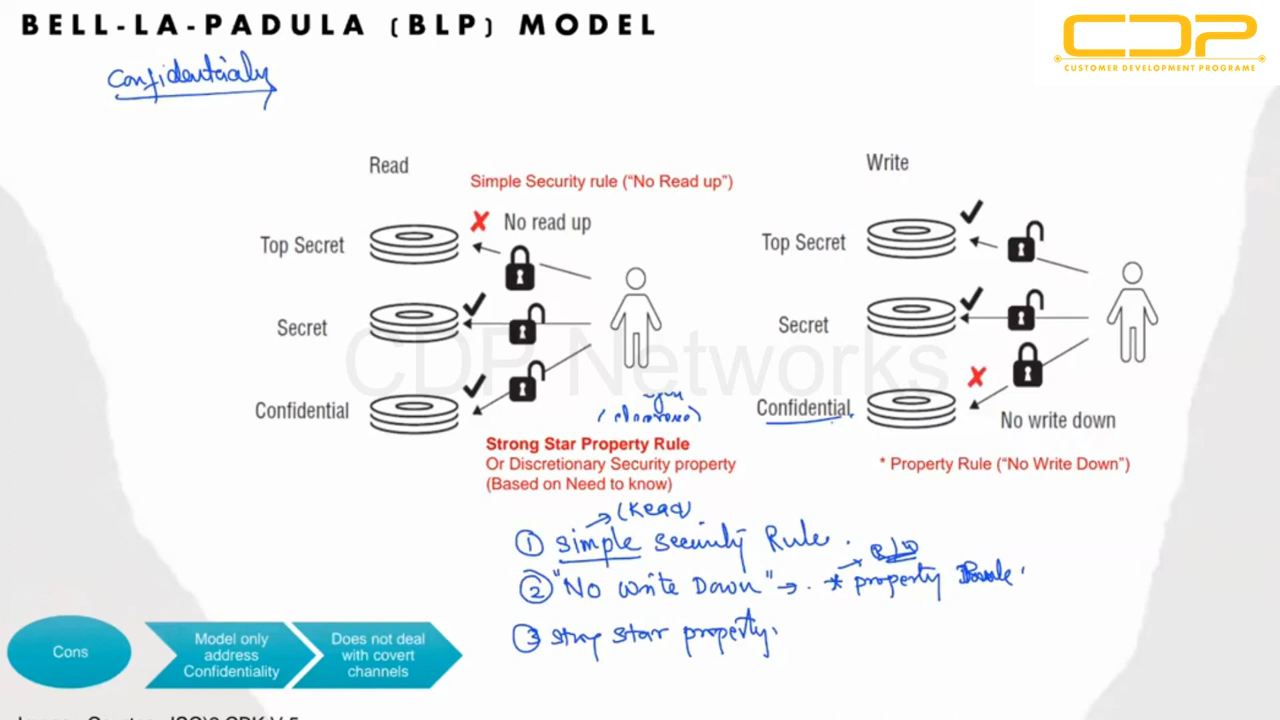 BELL-LA-PADULA (BLP) MODEL
CDP
CUSTOMER DEVELOPMENT PROGRAME
Confidentiality
Read
Simple Security rule (“No Read up”)
No read up
Top Secret
Secret
Confidential
Write
Top Secret
Secret
Confidential
No write down
* Property Rule (“No Write Down”)
CDP Networks
Strong Star Property Rule
Or Discretionary Security property
(Based on Need to know)
(Read)
① Simple Security Rule.
② "No Write Down" → * property Rule.
③ Strong Star property.
Cons
Model only
address
Confidentiality
Does not deal
with covert
channels